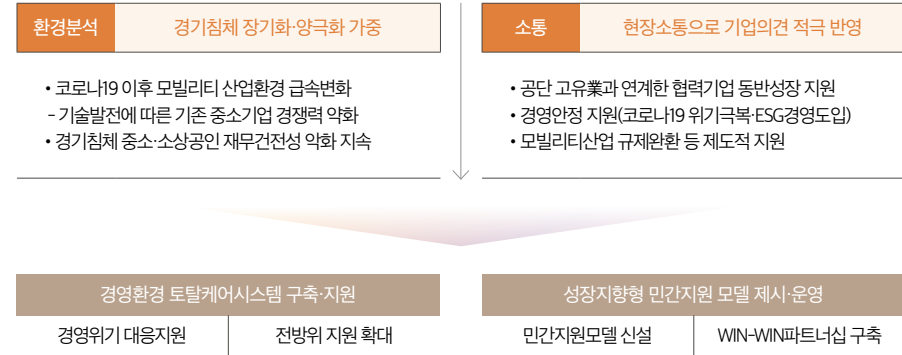 환경분석 경기침체 장기화·양극화 가중
• 코로나19 이후 모빌리티 산업환경 급속변화
- 기술발전에 따른 기존 중소기업 경쟁력 약화
• 경기침체 중소·소상공인 재무건전성 악화 지속
소통 현장소통으로 기업의견 적극 반영
• 공단 고유業과 연계한 협력기업 동반성장 지원
• 경영안정 지원(코로나19 위기극복·ESG경영도입)
• 모빌리티산업 규제완환 등 제도적 지원
경영환경 토탈케어시스템 구축·지원
경영위기 대응지원 전방위 지원 확대
성장지향형 민간지원 모델 제시·운영
민간지원모델 신설 WIN-WIN파트너십 구축